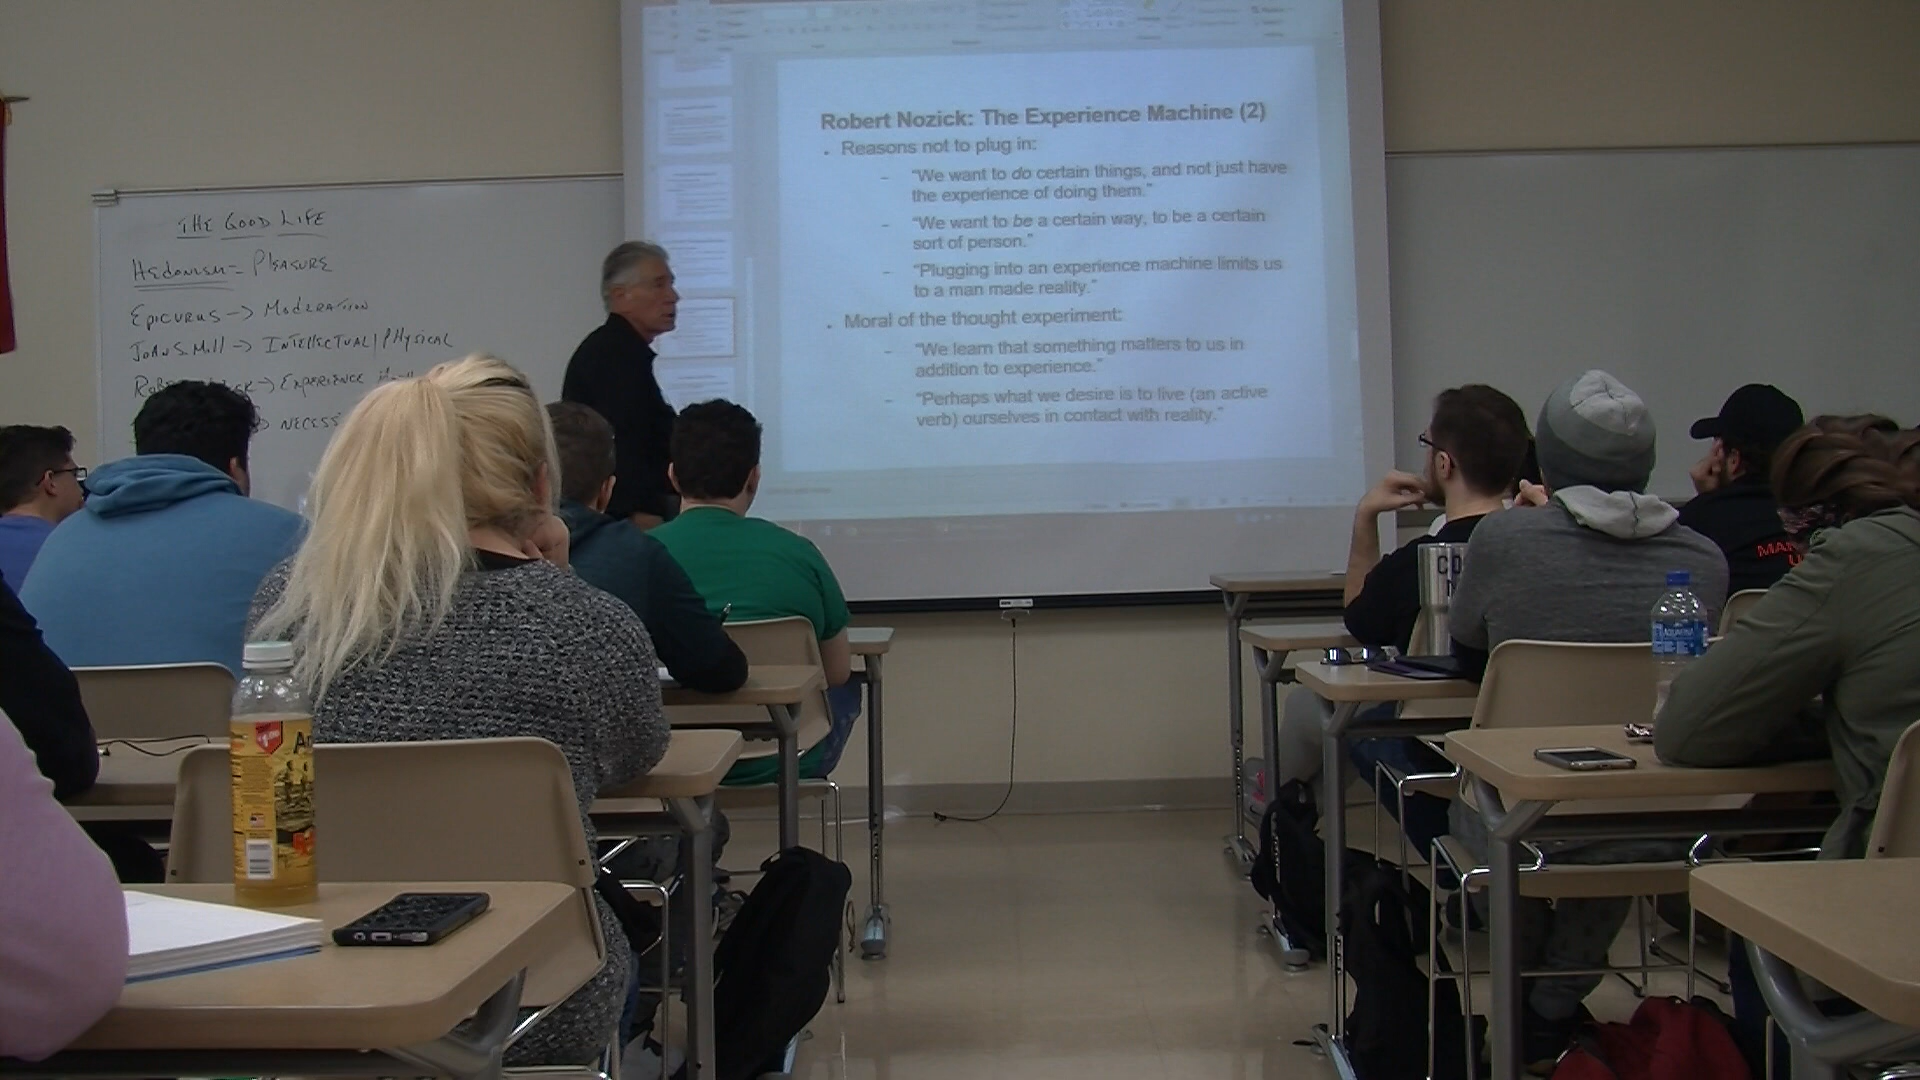 THE GOOD LIFE
HEDONISM = PLEASURE
EPICURUS -> MODERATION
JOHN S. Mill -> INTELLECTUAL / PHYSICAL
EXPERIENCE
NECESS
Robert Nozick: The Experience Machine (2)
• Reasons not to plug in:
– "We want to do certain things, and not just have
the experience of doing them."
– "We want to be a certain way, to be a certain
sort of person."
– "Plugging into an experience machine limits us
to a man made reality."
• Moral of the thought experiment:
– "We learn that something matters to us in
addition to experience."
– "Perhaps what we desire is to live (an active
verb) ourselves in contact with reality."
AQUAFINA